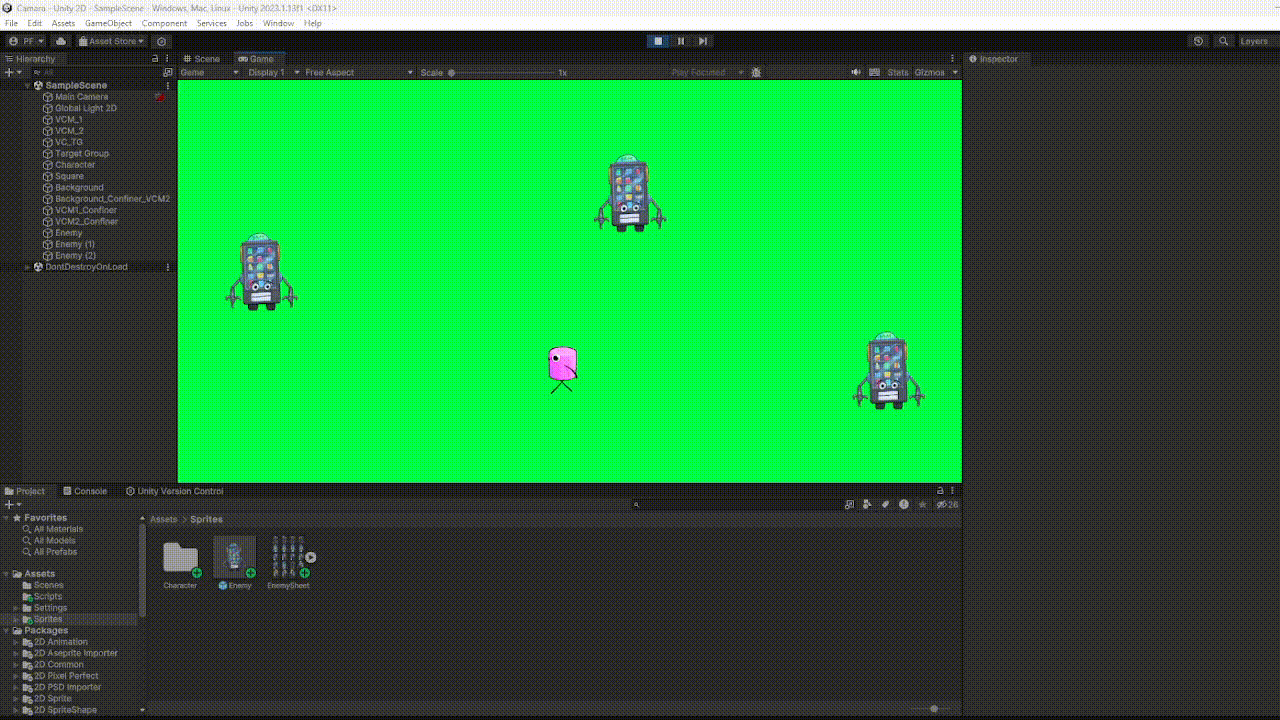 Camara - Unity 2D - SampleScene - Windows, Mac, Linux - Unity 2023.1.13f1 <DX11>
File Edit Assets GameObject Component Services Jobs Window Help
PF Asset Store Layers
Hierarchy Scene Game Inspector
All Game Display 1 Free Aspect Scale 1x Play Focused Stats Gizmos
SampleScene
Main Camera
Global Light 2D
VCM_1
VCM_2
VC_TG
Target Group
Character
Square
Background
Background_Confiner_VCM2
VCM1_Confiner
VCM2_Confiner
Enemy
Enemy (1)
Enemy (2)
DontDestroyOnLoad
Project Console Unity Version Control
26
Favorites
All Materials
All Models
All Prefabs
Assets
Scenes
Scripts
Settings
Sprites
Packages
2D Animation
2D Aseprite Importer
2D Common
2D Pixel Perfect
2D PSD Importer
2D Sprite
2D SpriteShape
Assets > Sprites
Character Enemy EnemySheet